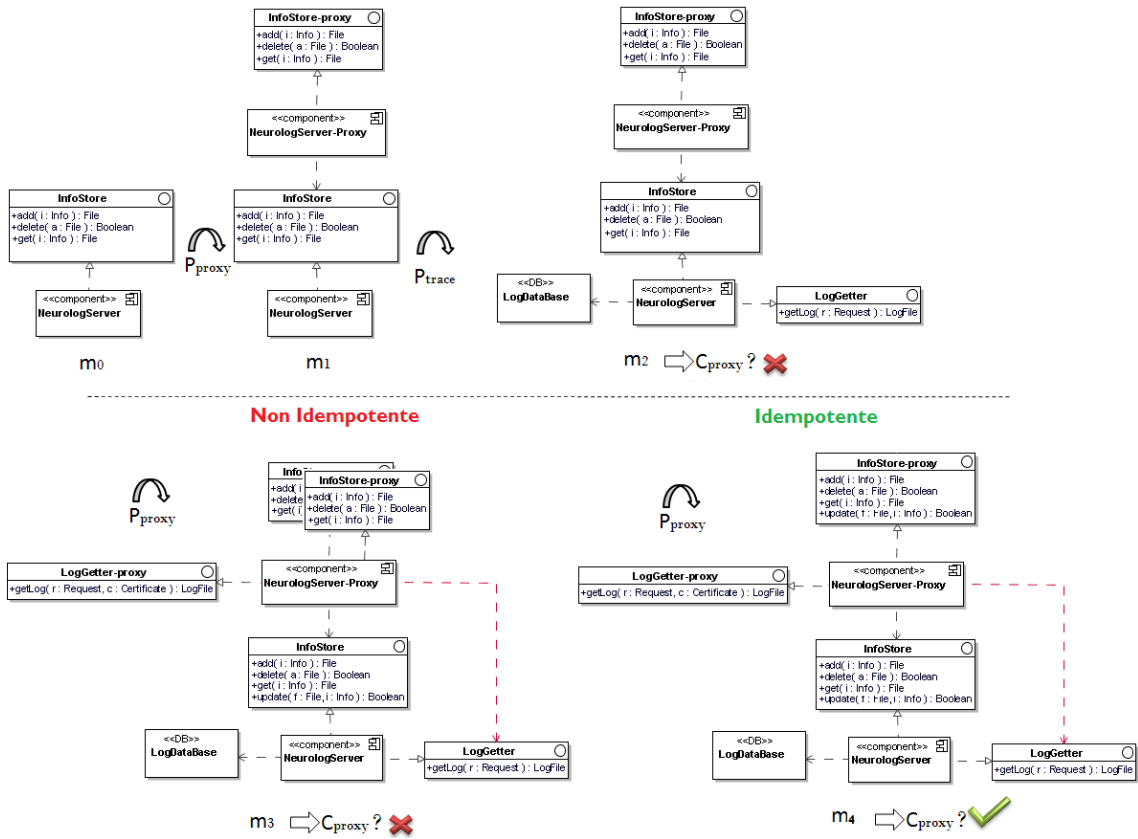 InfoStore-proxy
+add( i : Info ) : File
+delete( a : File ) : Boolean
+get( i : Info ) : File
<<component>>
NeurologServer-Proxy
InfoStore
+add( i : Info ) : File
+delete( a : File ) : Boolean
+get( i : Info ) : File
<<component>>
NeurologServer
m0
Pproxy
InfoStore
+add( i : Info ) : File
+delete( a : File ) : Boolean
+get( i : Info ) : File
<<component>>
NeurologServer
m1
Ptrace
InfoStore-proxy
+add( i : Info ) : File
+delete( a : File ) : Boolean
+get( i : Info ) : File
<<component>>
NeurologServer-Proxy
InfoStore
+add( i : Info ) : File
+delete( a : File ) : Boolean
+get( i : Info ) : File
<<DB>>
LogDataBase
<<component>>
NeurologServer
LogGetter
+getLog( r : Request ) : LogFile
m2 Cproxy ?
Non Idempotente
Pproxy
InfoStor
+add( i
+delete
+get( i
InfoStore-proxy
+add( i : Info ) : File
+delete( a : File ) : Boolean
+get( i : Info ) : File
LogGetter-proxy
+getLog( r : Request, c : Certificate ) : LogFile
<<component>>
NeurologServer-Proxy
InfoStore
+add( i : Info ) : File
+delete( a : File ) : Boolean
+get( i : Info ) : File
+update( f : File, i : Info ) : Boolean
<<DB>>
LogDataBase
<<component>>
NeurologServer
LogGetter
+getLog( r : Request ) : LogFile
m3 Cproxy ?
Idempotente
Pproxy
InfoStore-proxy
+add( i : Info ) : File
+delete( a : File ) : Boolean
+get( i : Info ) : File
+update( f : File, i : Info ) : Boolean
LogGetter-proxy
+getLog( r : Request, c : Certificate ) : LogFile
<<component>>
NeurologServer-Proxy
InfoStore
+add( i : Info ) : File
+delete( a : File ) : Boolean
+get( i : Info ) : File
+update( f : File, i : Info ) : Boolean
<<DB>>
LogDataBase
<<component>>
NeurologServer
LogGetter
+getLog( r : Request ) : LogFile
m4 Cproxy ?